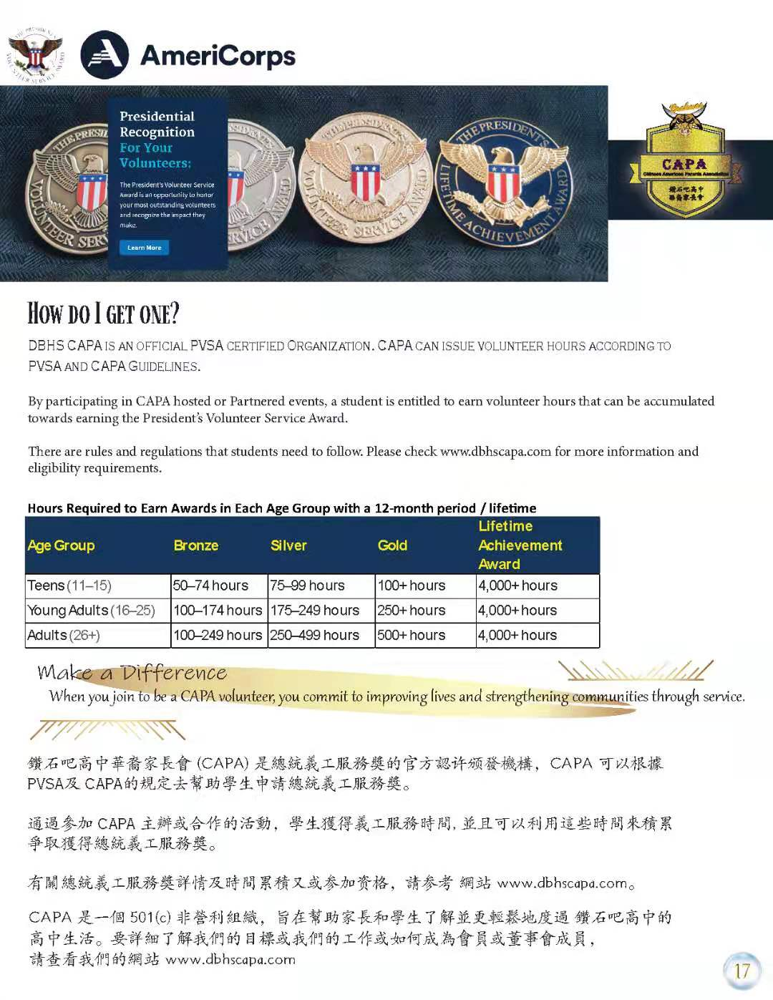 THE PRESIDENT'S VOLUNTEER SERVICE AWARD
AmeriCorps
Presidential
Recognition
For Your
Volunteers:
The President's Volunteer Service
Award is an opportunity to honor
your most outstanding volunteers
and recognize the impact they
make.
Learn More
THE PRESID
VOLUNTEER SER
SIDENT'S
SERVICE AWARD
THE PRESIDENT'S
VOLUNTEER SERVICE AWARD
THE PRESIDENT'S
LIFETIME ACHIEVEMENT AWARD
CAPA
Chinese American Parents Association
鑽石吧高中
華裔家長會
HOW DO I GET ONE?
DBHS CAPA IS AN OFFICIAL PVSA CERTIFIED ORGANIZATION. CAPA CAN ISSUE VOLUNTEER HOURS ACCORDING TO
PVSA AND CAPA GUIDELINES.
By participating in CAPA hosted or Partnered events, a student is entitled to earn volunteer hours that can be accumulated
towards earning the President's Volunteer Service Award.
There are rules and regulations that students need to follow. Please check www.dbhscapa.com for more information and
eligibility requirements.
Hours Required to Earn Awards in Each Age Group with a 12-month period / lifetime
Age Group Bronze Silver Gold Lifetime Achievement Award
Teens (11–15) 50–74 hours 75–99 hours 100+ hours 4,000+ hours
Young Adults (16–25) 100–174 hours 175–249 hours 250+ hours 4,000+ hours
Adults (26+) 100–249 hours 250–499 hours 500+ hours 4,000+ hours
Make a Difference
When you join to be a CAPA volunteer, you commit to improving lives and strengthening communities through service.
鑽石吧高中華裔家長會 (CAPA) 是總統義工服務獎的官方認许颁發機構，CAPA 可以根據
PVSA及 CAPA的規定去幫助學生申請總統義工服務獎。
通過參加 CAPA 主辦或合作的活動，學生獲得義工服務時間, 並且可以利用這些時間來積累
爭取獲得總統義工服務獎。
有關總統義工服務獎詳情及時間累積又或参加资格，請参考 網站 www.dbhscapa.com。
CAPA 是一個 501(c) 非營利組織，旨在幫助家長和學生了解並更輕鬆地度過 鑽石吧高中的
高中生活。要詳細了解我們的目標或我們的工作或如何成為會員或董事會成員，
請查看我們的網站 www.dbhscapa.com
17